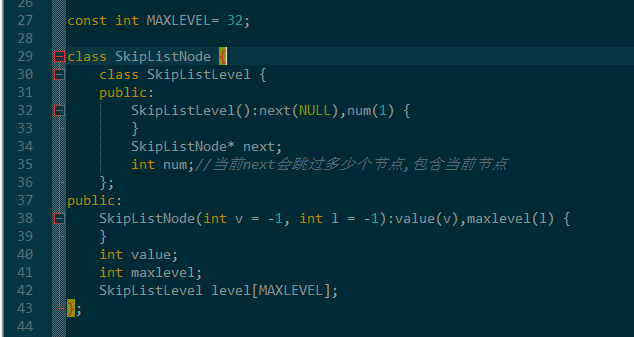 26
27 const int MAXLEVEL= 32;
28
29 class SkipListNode {
30     class SkipListLevel {
31     public:
32         SkipListLevel():next(NULL),num(1) {
33         }
34         SkipListNode* next;
35         int num;//当前next会跳过多少个节点,包含当前节点
36     };
37 public:
38     SkipListNode(int v = -1, int l = -1):value(v),maxlevel(l) {
39     }
40     int value;
41     int maxlevel;
42     SkipListLevel level[MAXLEVEL];
43 };
44